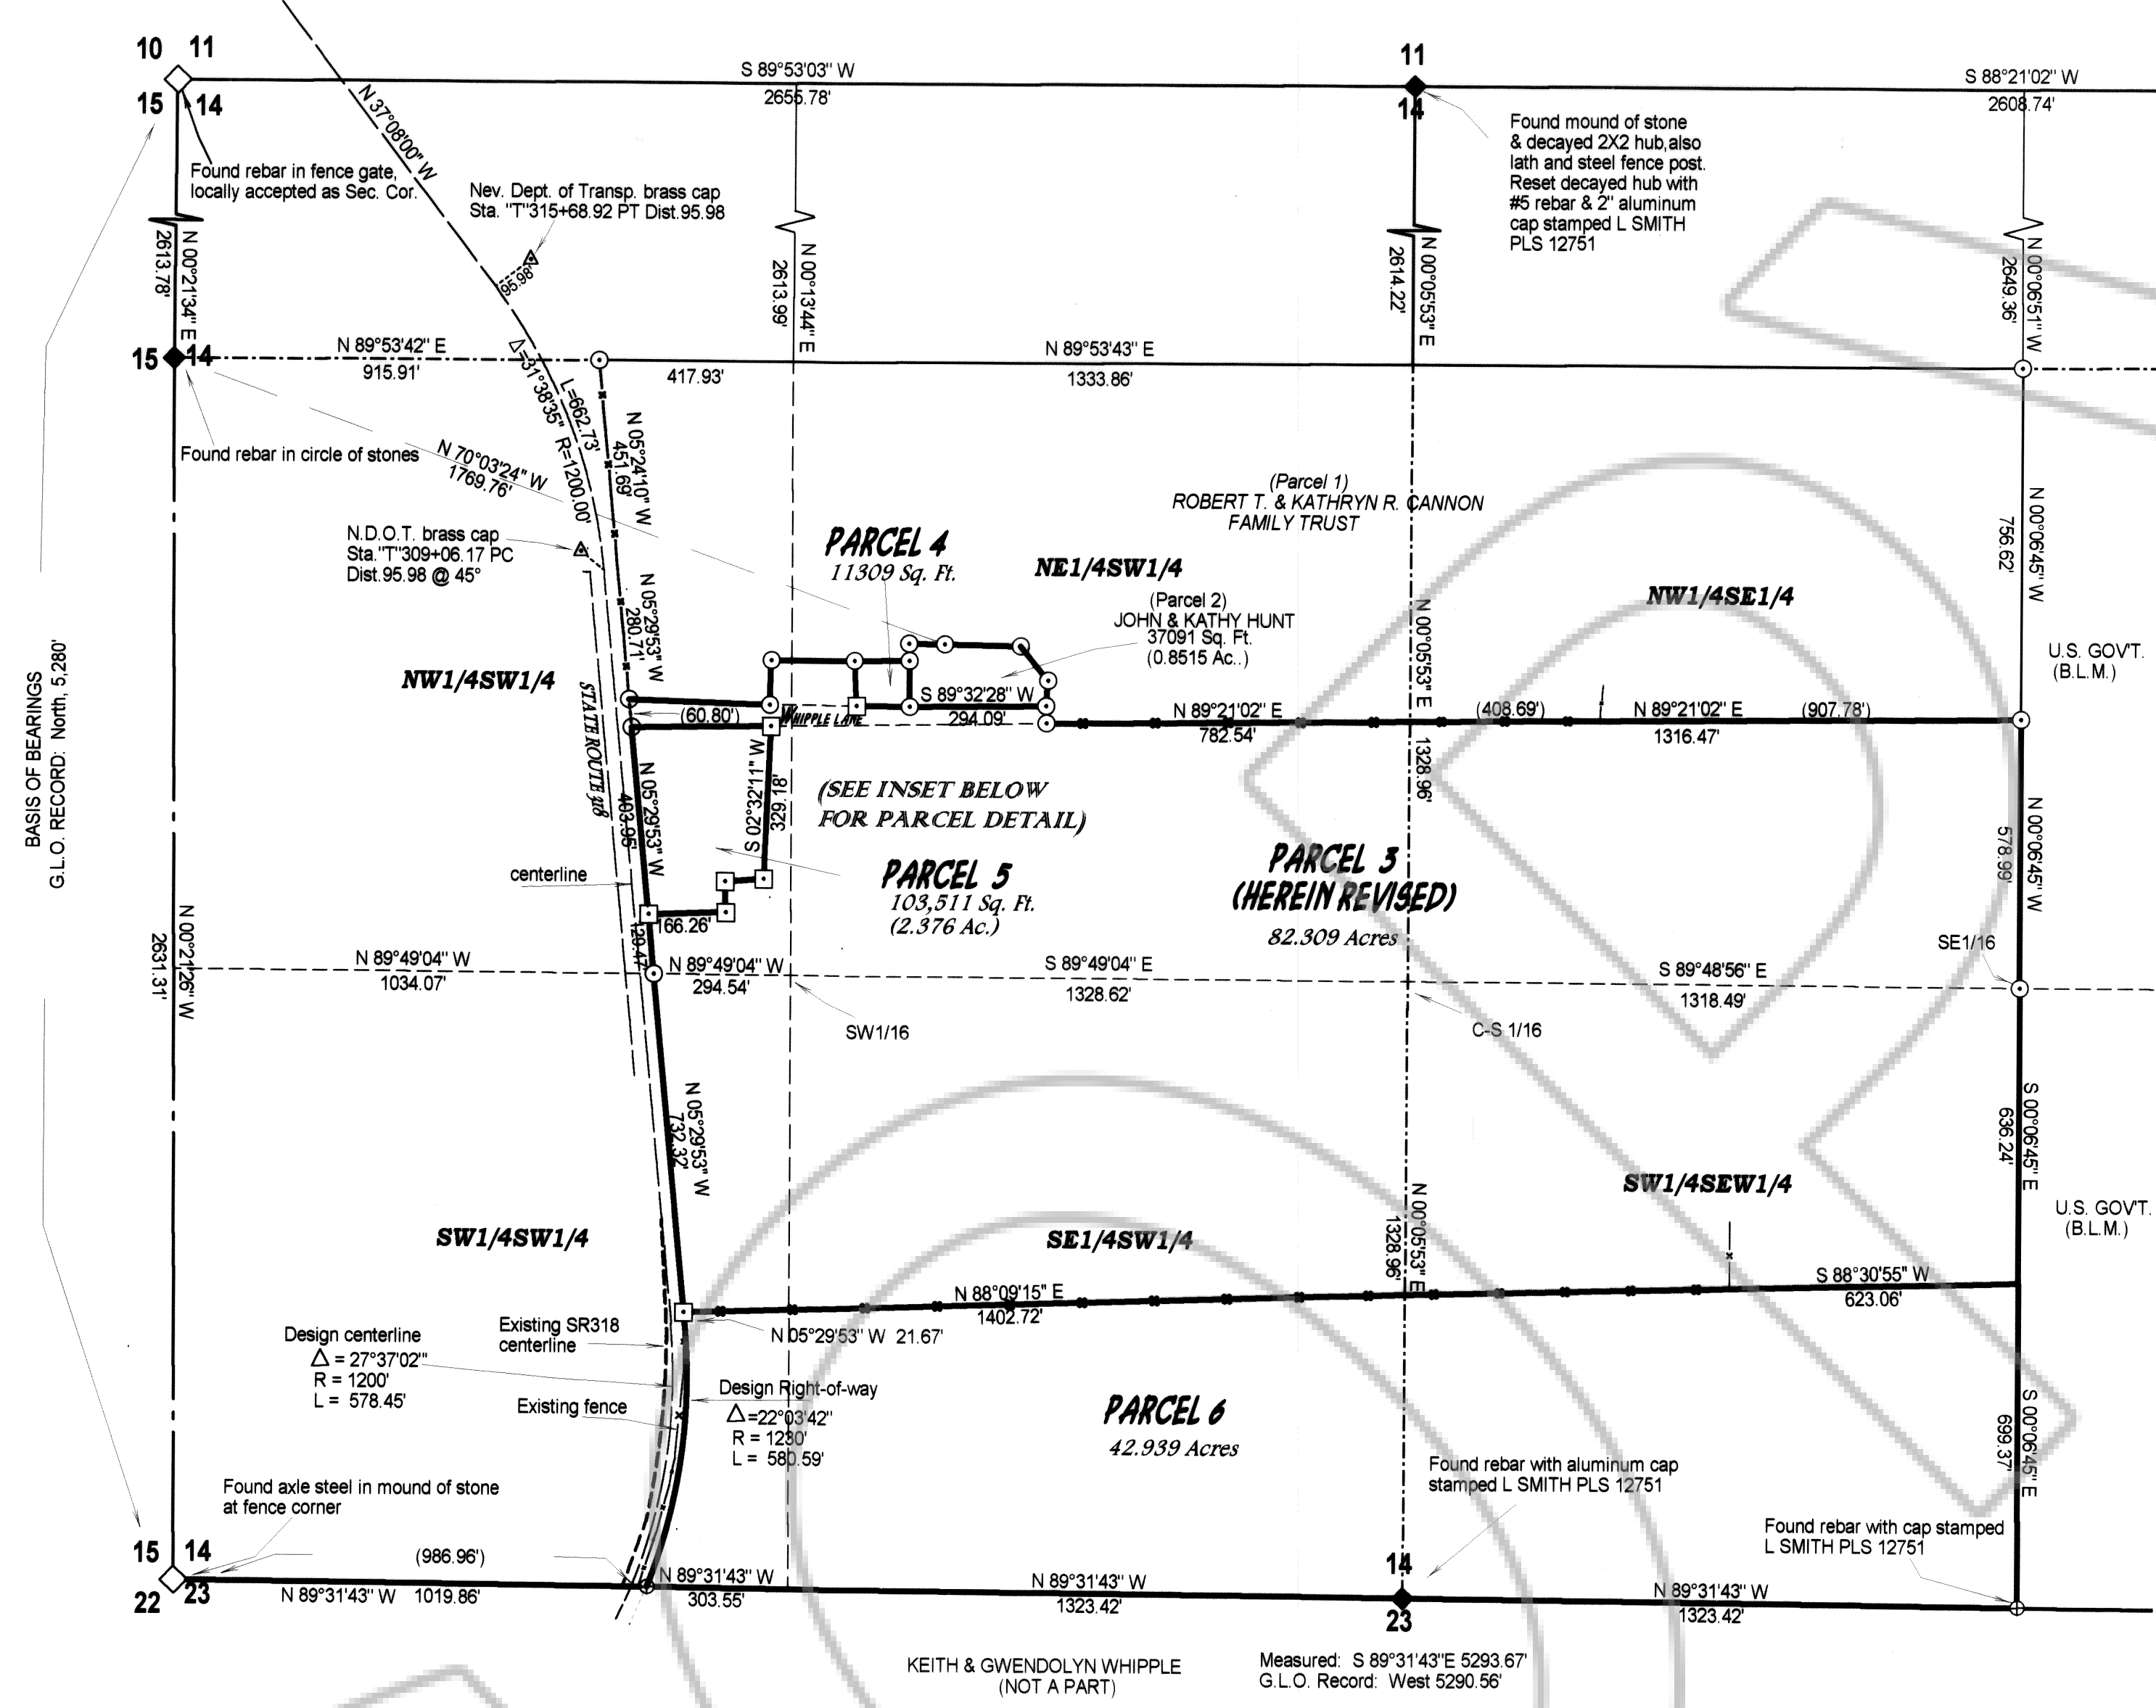 10 11
15 14
S 89°53'03" W
2655.78'
11
14
S 88°21'02" W
2608.74'
N 37°08'00" W
Found rebar in fence gate,
locally accepted as Sec. Cor.
Nev. Dept. of Transp. brass cap
Sta. "T"315+68.92 PT Dist.95.98
95.98'
Found mound of stone
& decayed 2X2 hub,also
lath and steel fence post.
Reset decayed hub with
#5 rebar & 2" aluminum
cap stamped L SMITH
PLS 12751
N 00°21'34" E
2613.78'
N 00°13'44" E
2613.99'
N 00°05'53" E
2614.22'
N 00°06'51" W
2649.36'
15 14
N 89°53'42" E
915.91'
417.93'
N 89°53'43" E
1333.86'
Δ=31°38'35" R=1200.00'
L=662.73'
N 05°24'10" W
451.69'
Found rebar in circle of stones
N 70°03'24" W
1769.76'
N.D.O.T. brass cap
Sta."T"309+06.17 PC
Dist.95.98 @ 45°
(Parcel 1)
ROBERT T. & KATHRYN R. CANNON
FAMILY TRUST
PARCEL 4
11309 Sq. Ft.
NE1/4SW1/4
(Parcel 2)
JOHN & KATHY HUNT
37091 Sq. Ft.
(0.8515 Ac..)
NW1/4SE1/4
N 00°06'45" W
756.62'
U.S. GOV'T.
(B.L.M.)
N 05°29'53" W
280.71'
NW1/4SW1/4
STATE ROUTE 318
(60.80')
WHIPPLE LANE
S 89°32'28" W
294.09'
N 89°21'02" E
782.54'
N 00°05'53" E
1328.96'
(408.69')
N 89°21'02" E
1316.47'
(907.78')
BASIS OF BEARINGS
G.L.O. RECORD: North, 5,280'
N 05°29'53" W
403.95'
S 02°32'11" W
329.18'
(SEE INSET BELOW
FOR PARCEL DETAIL)
centerline
PARCEL 5
103,511 Sq. Ft.
(2.376 Ac.)
PARCEL 3
(HEREIN REVISED)
82.309 Acres
N 00°06'45" W
578.99'
166.26'
129.47'
SE1/16
N 00°21'26" W
2631.31'
N 89°49'04" W
1034.07'
N 89°49'04" W
294.54'
S 89°49'04" E
1328.62'
S 89°48'56" E
1318.49'
SW1/16
C-S 1/16
N 05°29'53" W
732.32'
S 00°06'45" E
636.24'
U.S. GOV'T.
(B.L.M.)
SW1/4SW1/4
SE1/4SW1/4
N 00°05'53" E
1328.96'
SW1/4SEW1/4
N 88°09'15" E
1402.72'
S 88°30'55" W
623.06'
N 05°29'53" W 21.67'
Design centerline
Δ = 27°37'02'"
R = 1200'
L = 578.45'
Existing SR318
centerline
Existing fence
Design Right-of-way
Δ=22°03'42"
R = 1230'
L = 580.59'
PARCEL 6
42.939 Acres
S 00°06'45" E
699.37'
Found axle steel in mound of stone
at fence corner
Found rebar with aluminum cap
stamped L SMITH PLS 12751
Found rebar with cap stamped
L SMITH PLS 12751
15 14
22 23
(986.96')
N 89°31'43" W 1019.86'
N 89°31'43" W
303.55'
N 89°31'43" W
1323.42'
14
23
N 89°31'43" W
1323.42'
KEITH & GWENDOLYN WHIPPLE
(NOT A PART)
Measured: S 89°31'43"E 5293.67'
G.L.O. Record: West 5290.56'